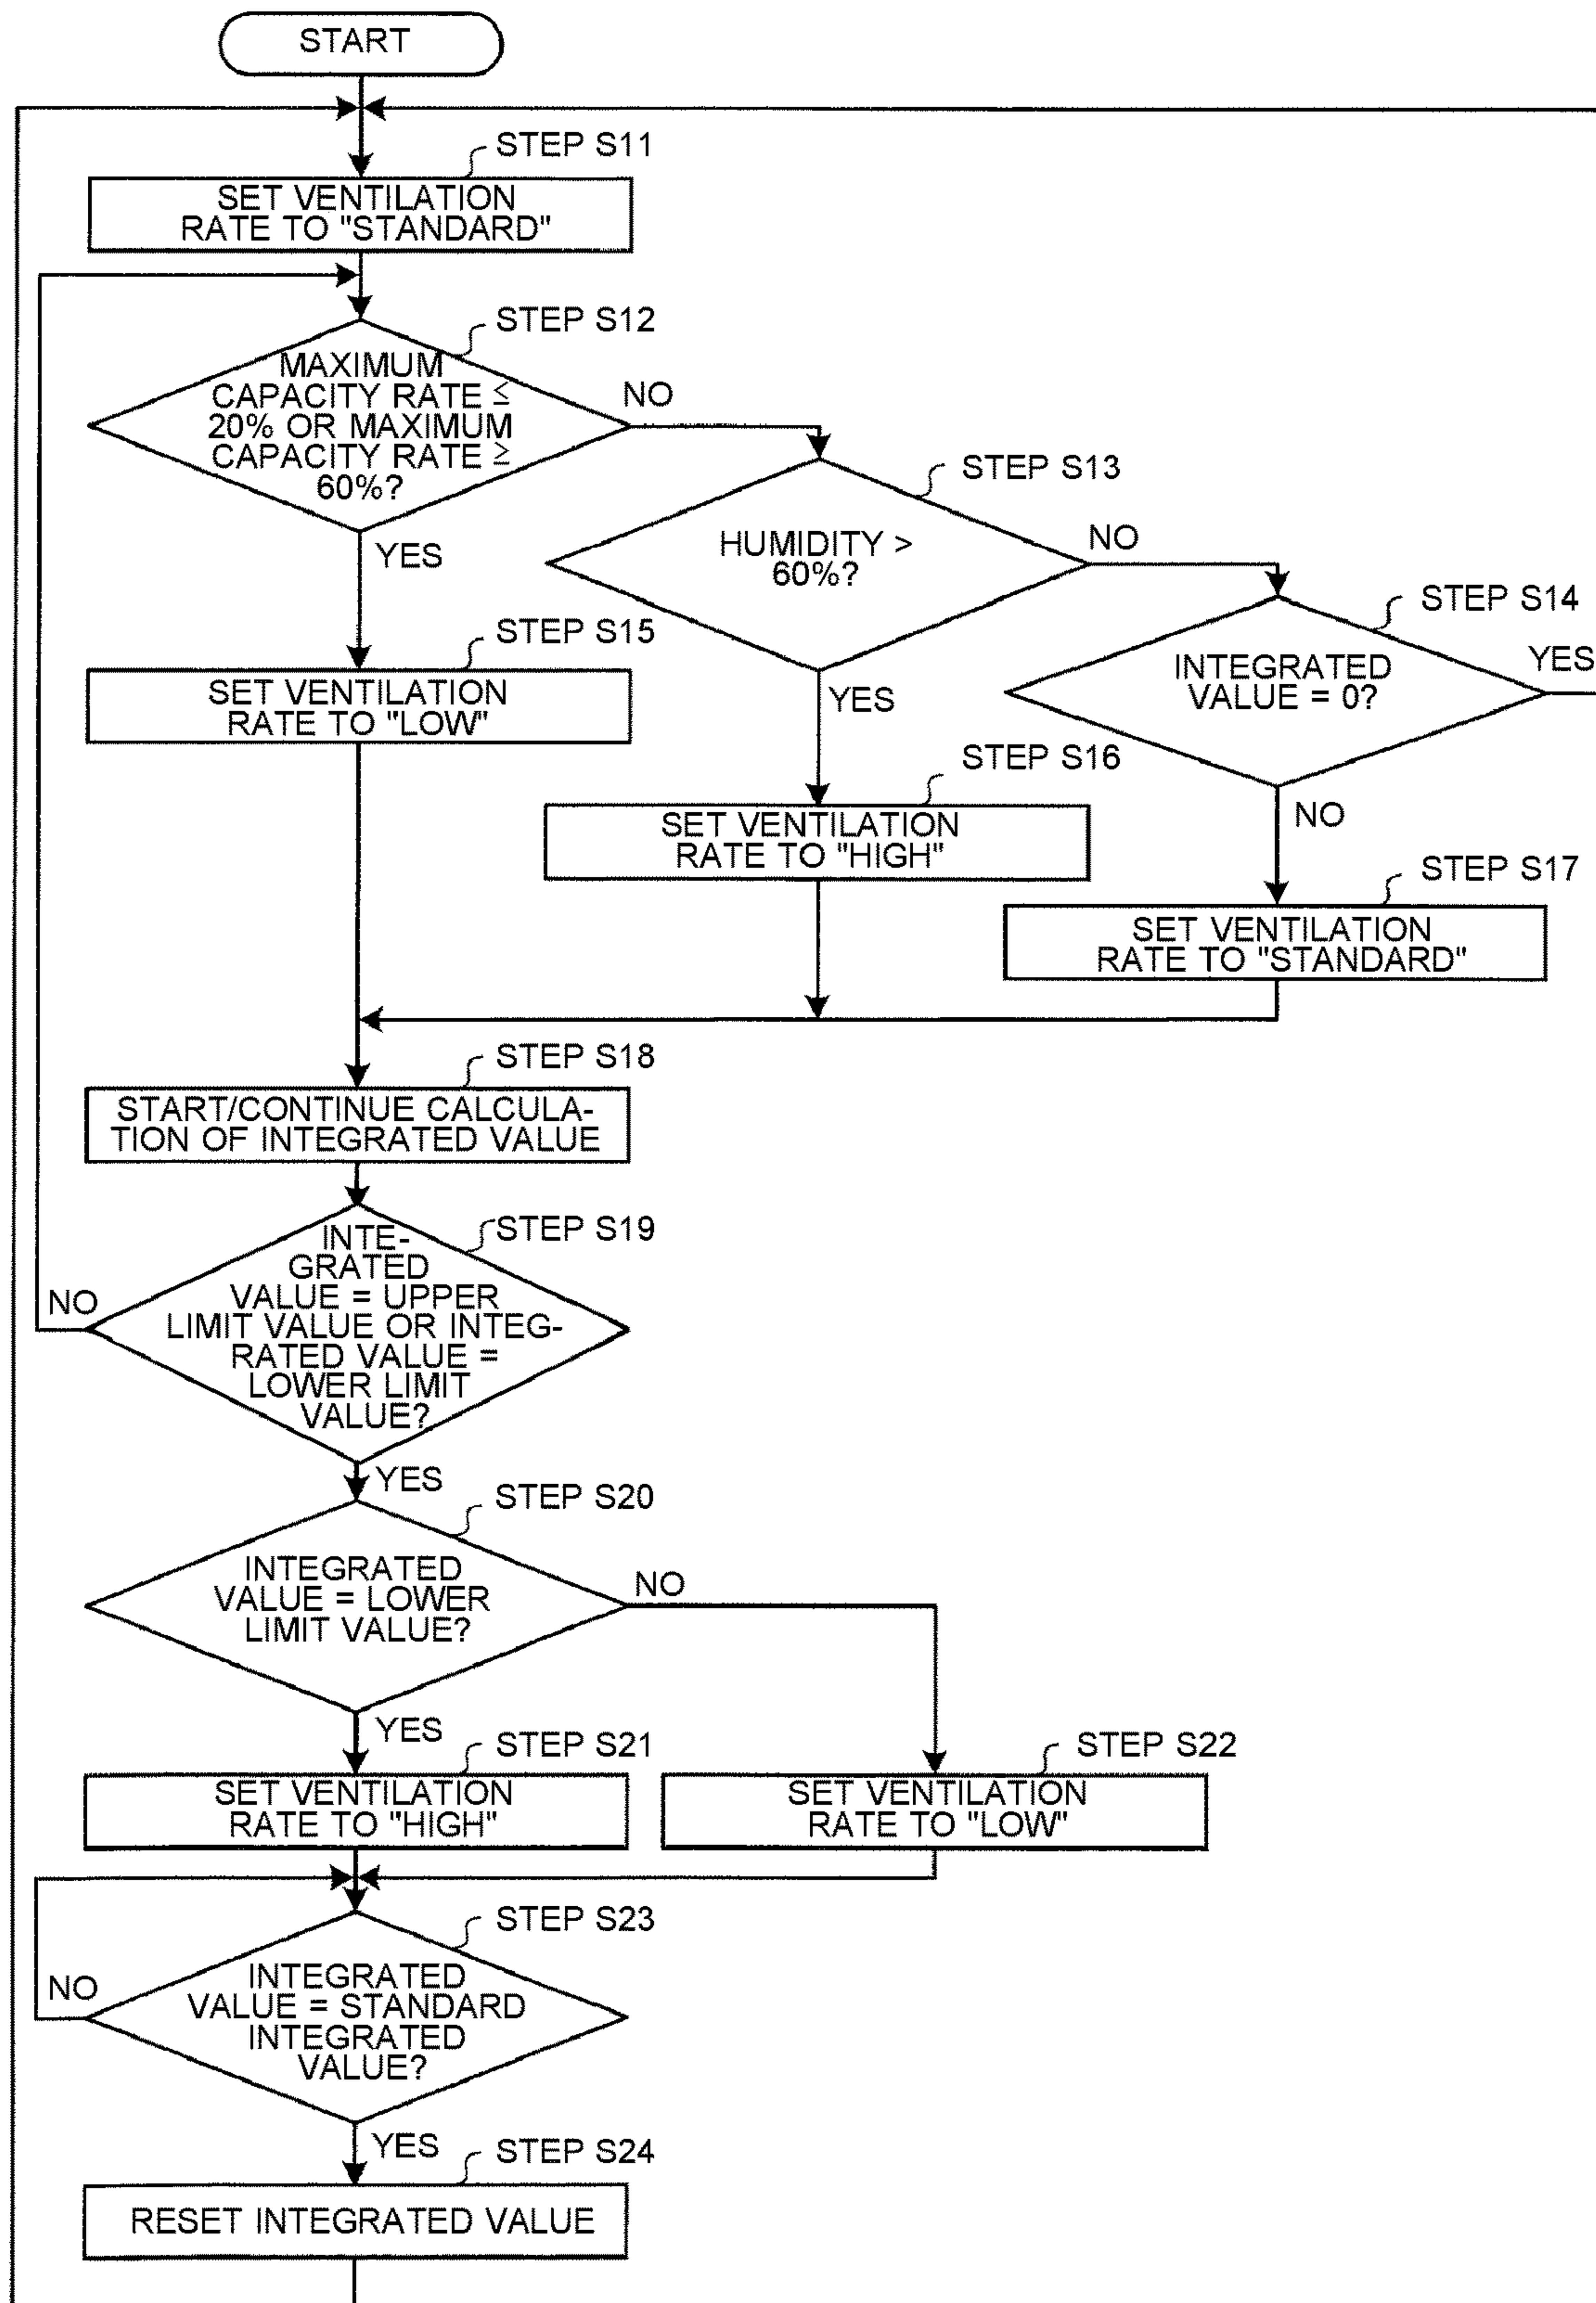 START
STEP S11
SET VENTILATION
RATE TO "STANDARD"
STEP S12
MAXIMUM
CAPACITY RATE ≤
20% OR MAXIMUM
CAPACITY RATE ≥
60%?
NO
YES
STEP S13
HUMIDITY >
60%?
NO
YES
STEP S14
INTEGRATED
VALUE = 0?
YES
NO
STEP S15
SET VENTILATION
RATE TO "LOW"
STEP S16
SET VENTILATION
RATE TO "HIGH"
STEP S17
SET VENTILATION
RATE TO "STANDARD"
STEP S18
START/CONTINUE CALCULA-
TION OF INTEGRATED VALUE
STEP S19
INTE-
GRATED
VALUE = UPPER
LIMIT VALUE OR INTEG-
RATED VALUE =
LOWER LIMIT
VALUE?
NO
YES
STEP S20
INTEGRATED
VALUE = LOWER
LIMIT VALUE?
NO
YES
STEP S21
SET VENTILATION
RATE TO "HIGH"
STEP S22
SET VENTILATION
RATE TO "LOW"
STEP S23
INTEGRATED
VALUE = STANDARD
INTEGRATED
VALUE?
NO
YES
STEP S24
RESET INTEGRATED VALUE